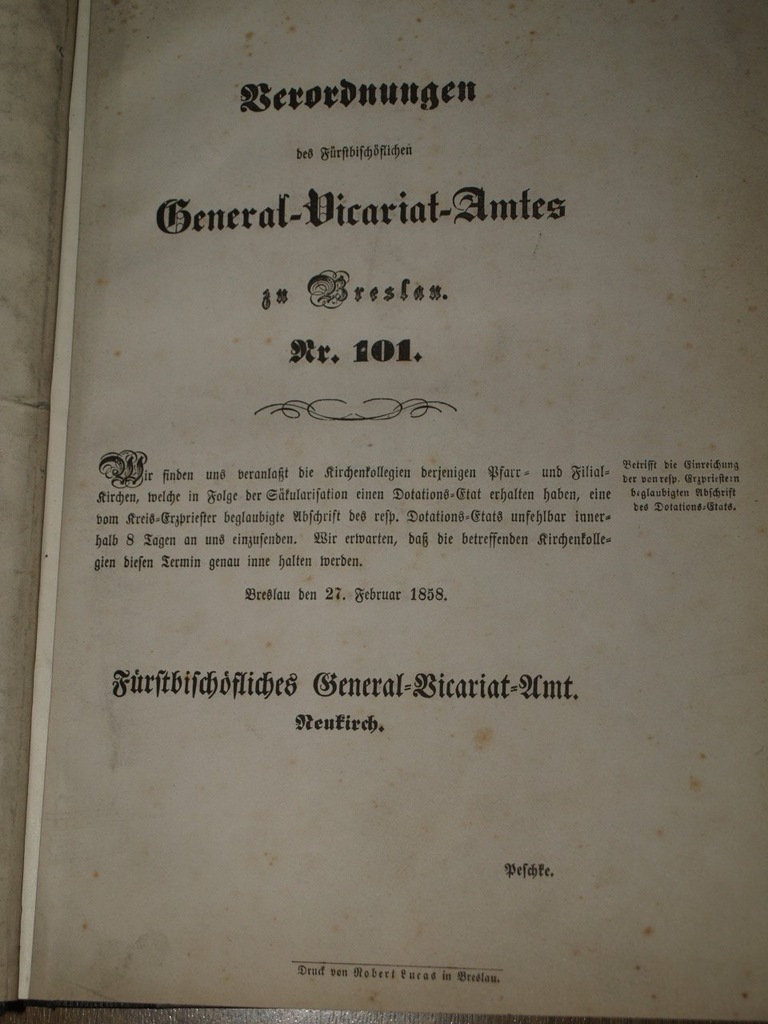 Verordnungen
des Fürstbischöflichen
General-Vicariat-Amtes
zu Breslau.
Nr. 101.
Wir finden uns veranlaßt die Kirchenkollegien derjenigen Pfarr- und Filial-
Kirchen, welche in Folge der Säkularisation einen Dotations-Etat erhalten haben, eine
vom Kreis-Erzpriester beglaubigte Abschrift des resp. Dotations-Etats unfehlbar inner-
halb 8 Tagen an uns einzusenden. Wir erwarten, daß die betreffenden Kirchenkolle-
gien diesen Termin genau inne halten werden.
Betrifft die Einreichung
der von resp. Erzpriestern
beglaubigten Abschrift
des Dotations-Etats.
Breslau den 27. Februar 1858.
Fürstbischöfliches General-Vicariat-Amt.
Neukirch.
Peschke.
Druck von Robert Lucas in Breslau.